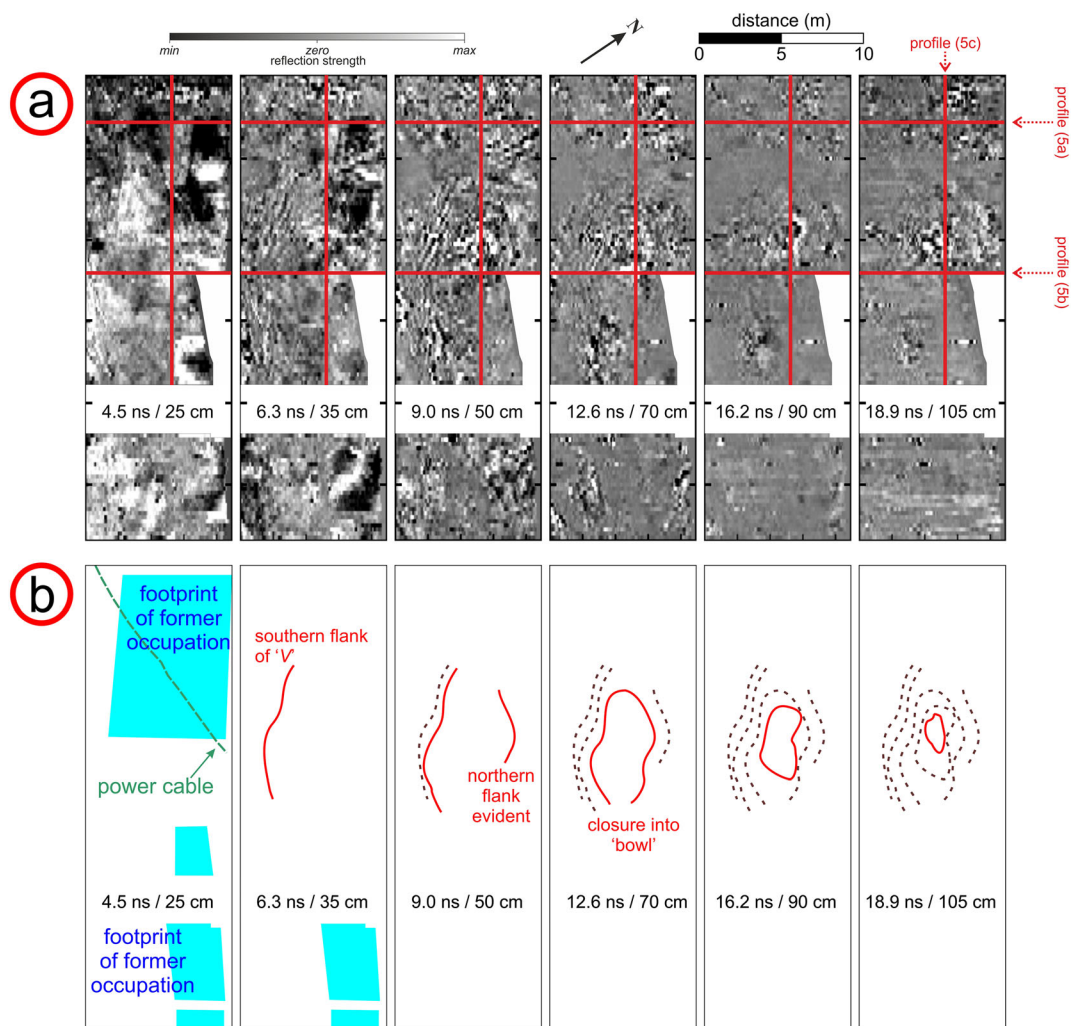 N
distance (m)
0 5 10
min zero max
reflection strength
profile (5c)
a
profile (5a)
profile (5b)
4.5 ns / 25 cm
6.3 ns / 35 cm
9.0 ns / 50 cm
12.6 ns / 70 cm
16.2 ns / 90 cm
18.9 ns / 105 cm
b
footprint
of former
occupation
power cable
southern flank
of ‘V’
northern
flank
evident
closure into
‘bowl’
4.5 ns / 25 cm
6.3 ns / 35 cm
9.0 ns / 50 cm
12.6 ns / 70 cm
16.2 ns / 90 cm
18.9 ns / 105 cm
footprint
of former
occupation